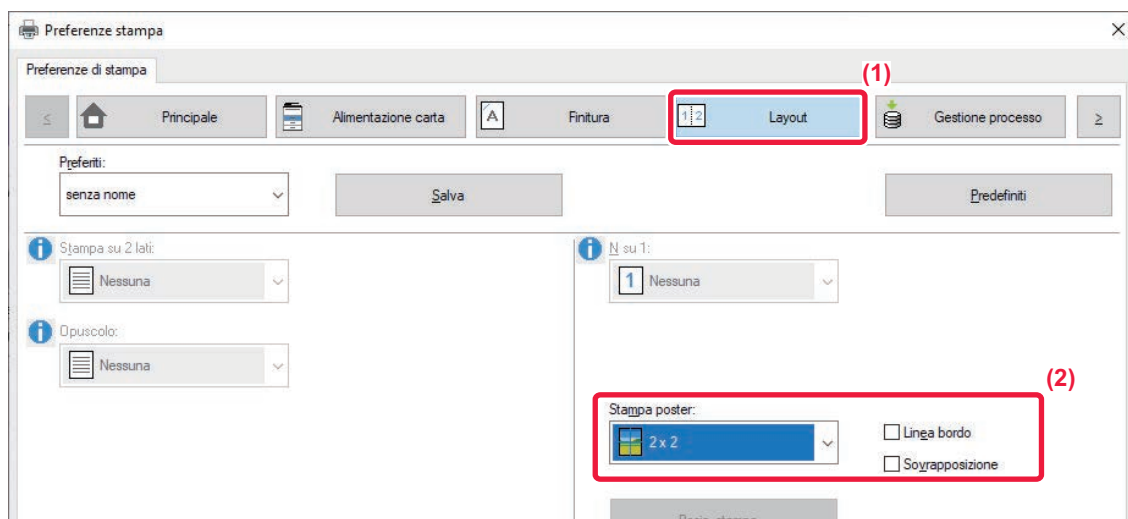 Preferenze stampa
Preferenze di stampa
(1)
< Principale Alimentazione carta A Finitura 1 2 Layout Gestione processo >
Preferiti:
senza nome Salva Predefiniti
Stampa su 2 lati: N su 1:
Nessuna 1 Nessuna
Opuscolo:
Nessuna
(2)
Stampa poster:
2 x 2 Linea bordo
Sovrapposizione